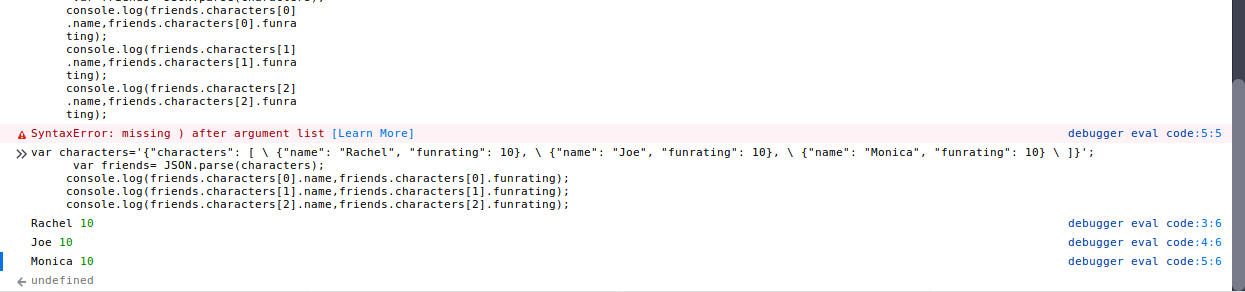 console.log(friends.characters[0]
.name,friends.characters[0].funra
ting);
console.log(friends.characters[1]
.name,friends.characters[1].funra
ting);
console.log(friends.characters[2]
.name,friends.characters[2].funra
ting);
SyntaxError: missing ) after argument list [Learn More] debugger eval code:5:5
var characters='{"characters": [ \ {"name": "Rachel", "funrating": 10}, \ {"name": "Joe", "funrating": 10}, \ {"name": "Monica", "funrating": 10} \ ]}';
var friends= JSON.parse(characters);
console.log(friends.characters[0].name,friends.characters[0].funrating);
console.log(friends.characters[1].name,friends.characters[1].funrating);
console.log(friends.characters[2].name,friends.characters[2].funrating);
Rachel 10 debugger eval code:3:6
Joe 10 debugger eval code:4:6
Monica 10 debugger eval code:5:6
undefined